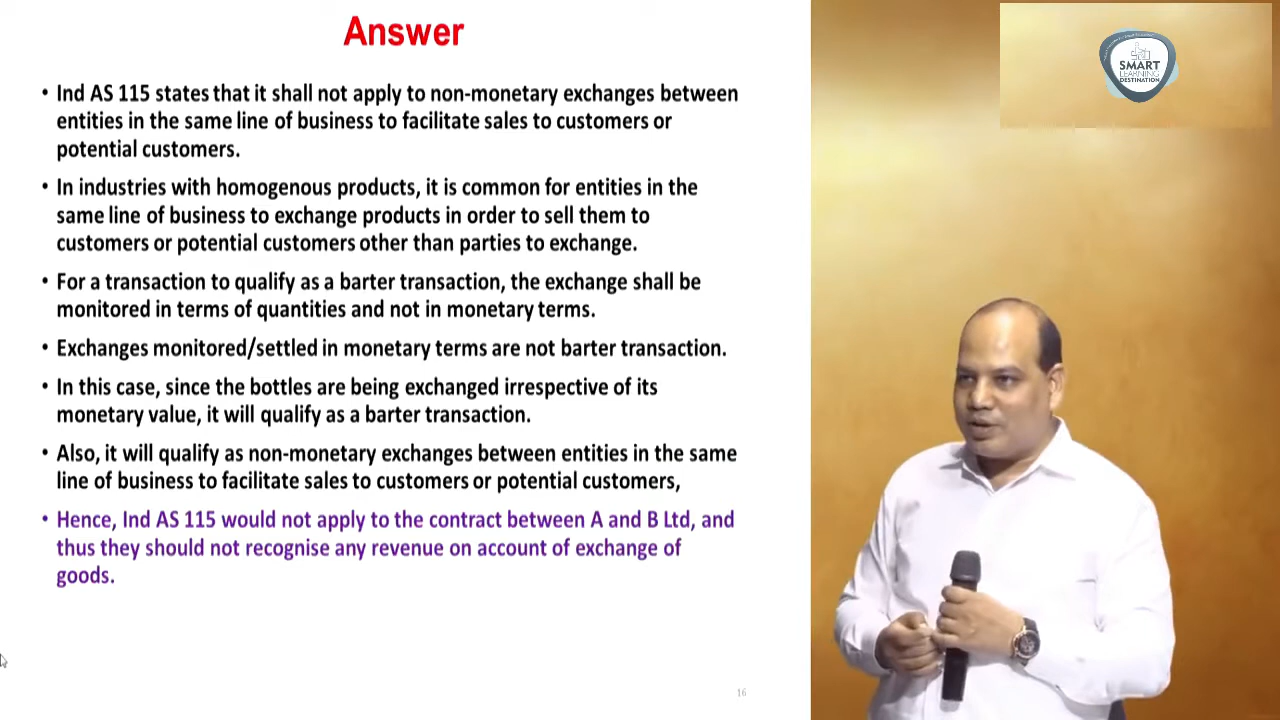 Answer
• Ind AS 115 states that it shall not apply to non-monetary exchanges between
entities in the same line of business to facilitate sales to customers or
potential customers.
• In industries with homogenous products, it is common for entities in the
same line of business to exchange products in order to sell them to
customers or potential customers other than parties to exchange.
• For a transaction to qualify as a barter transaction, the exchange shall be
monitored in terms of quantities and not in monetary terms.
• Exchanges monitored/settled in monetary terms are not barter transaction.
• In this case, since the bottles are being exchanged irrespective of its
monetary value, it will qualify as a barter transaction.
• Also, it will qualify as non-monetary exchanges between entities in the same
line of business to facilitate sales to customers or potential customers,
• Hence, Ind AS 115 would not apply to the contract between A and B Ltd, and
thus they should not recognise any revenue on account of exchange of
goods.
16
SMART
LEARNING
DESTINATION